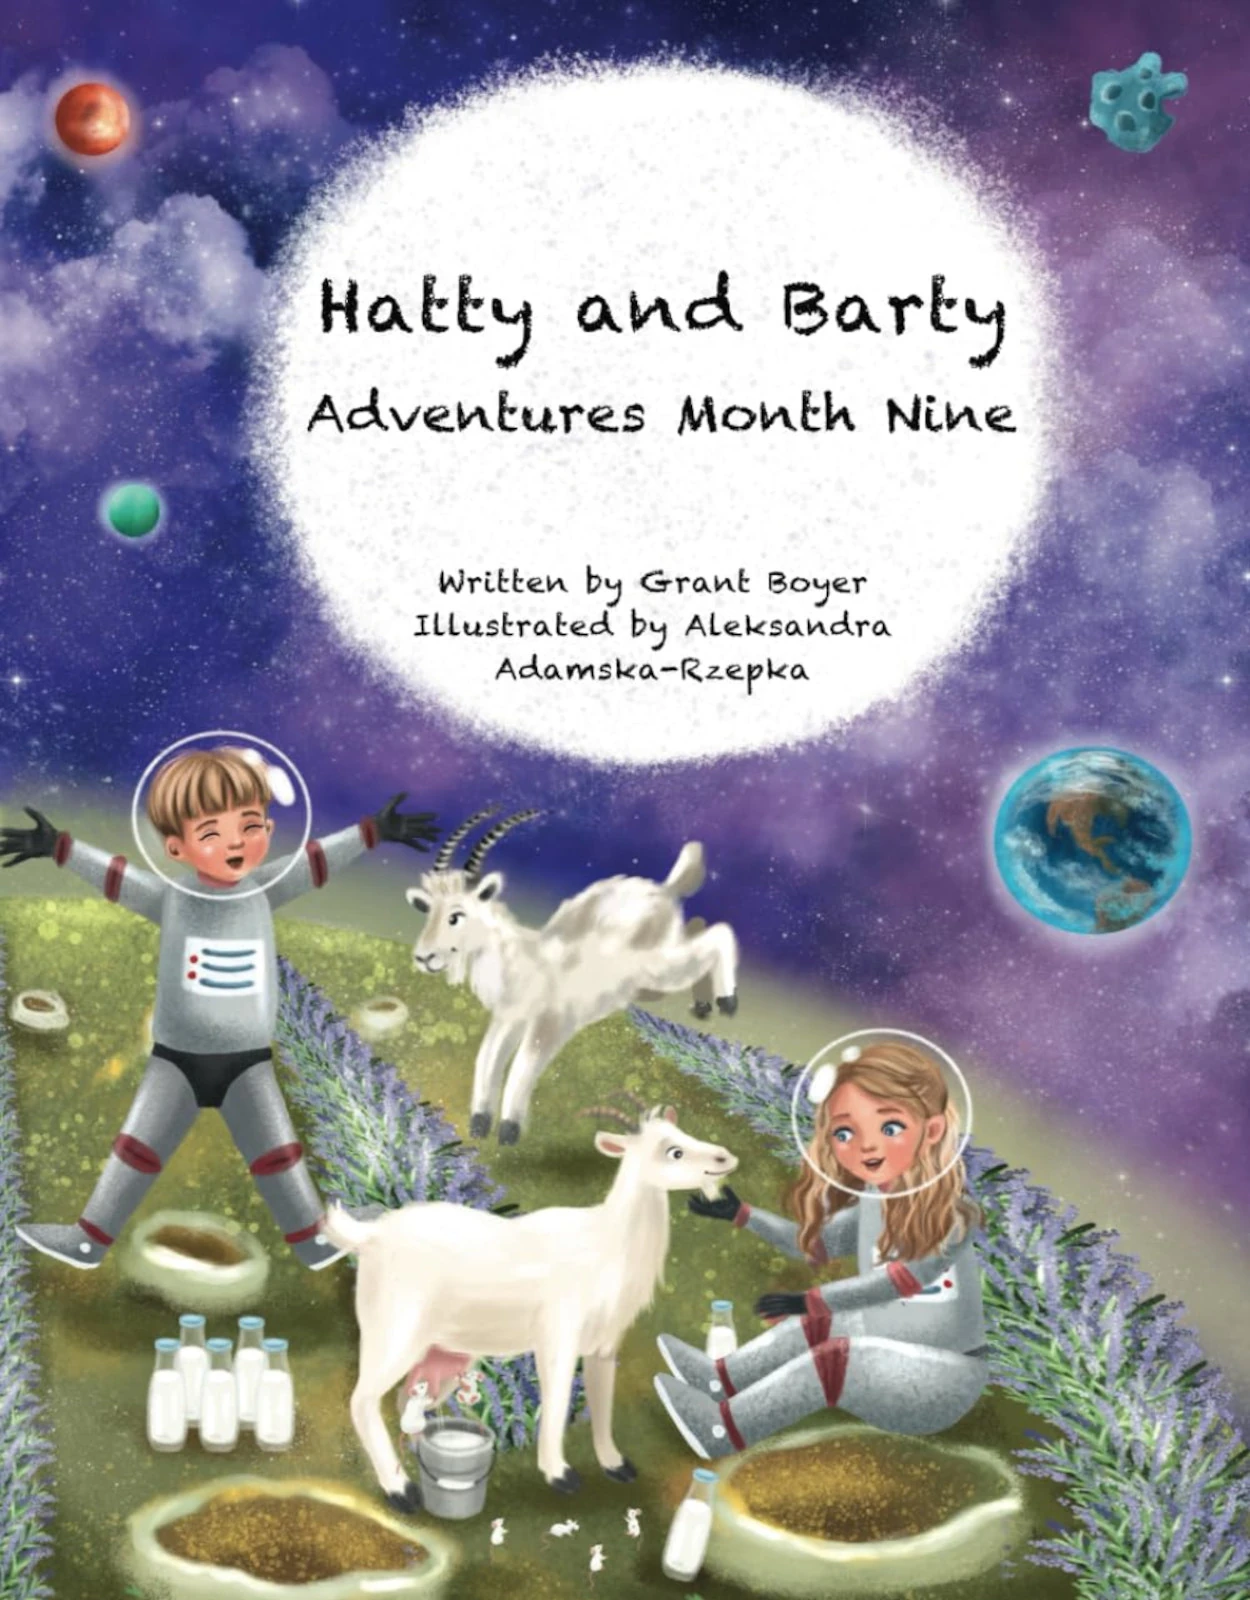 Hatty and Barty
Adventures Month Nine
Written by Grant Boyer
Illustrated by Aleksandra
Adamska-Rzepka